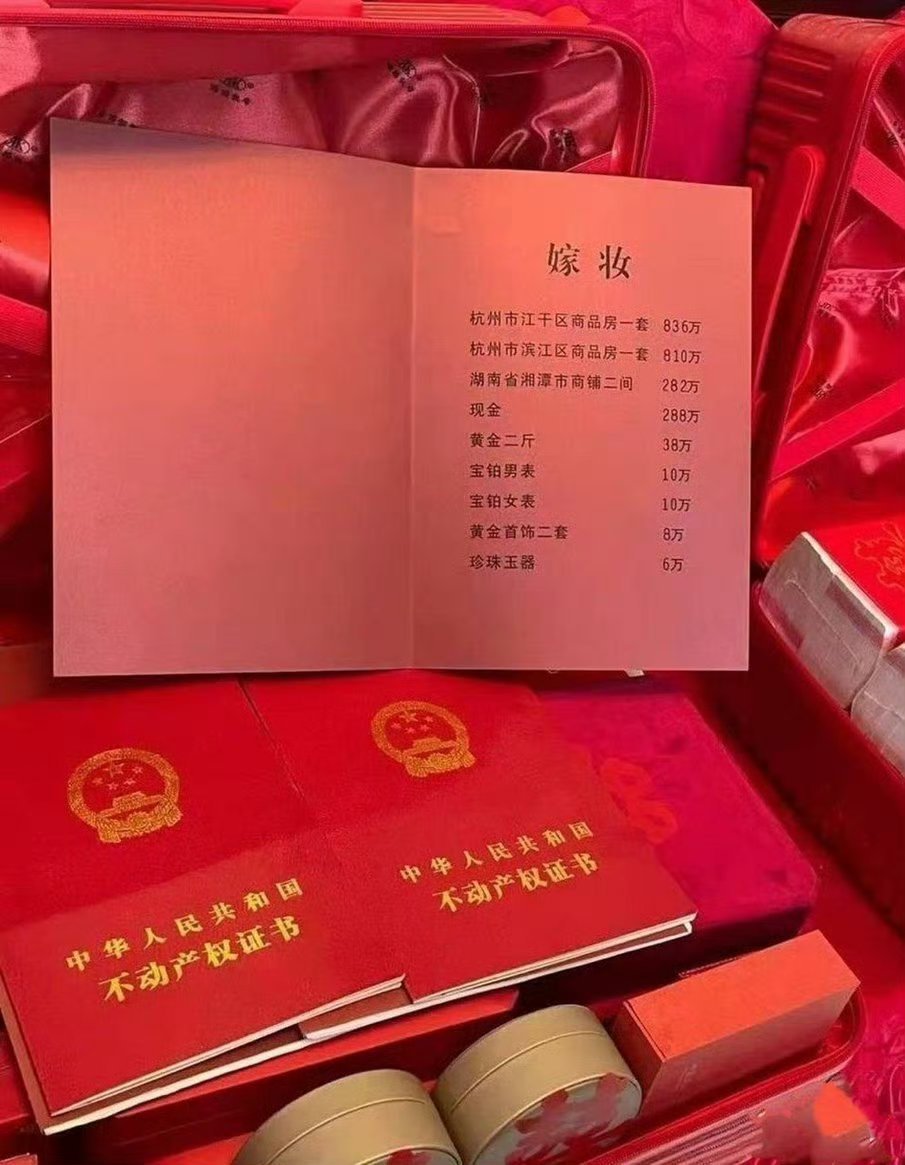 嫁妆
杭州市江干区商品房一套 836万
杭州市滨江区商品房一套 810万
湖南省湘潭市商铺二间 282万
现金 288万
黄金二斤 38万
宝铂男表 10万
宝铂女表 10万
黄金首饰二套 8万
珍珠玉器 6万
中华人民共和国
不动产权证书
中华人民共和国
不动产权证书